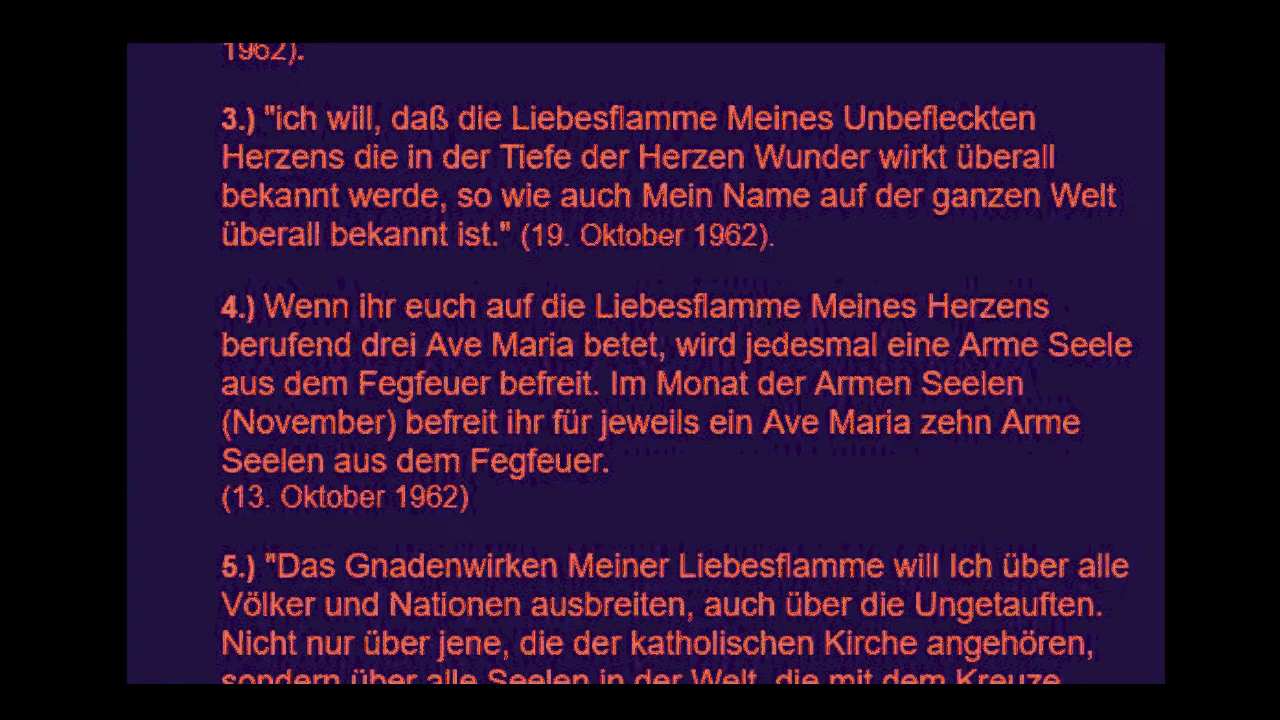 1962).
3.) "ich will, daß die Liebesflamme Meines Unbefleckten
Herzens die in der Tiefe der Herzen Wunder wirkt überall
bekannt werde, so wie auch Mein Name auf der ganzen Welt
überall bekannt ist." (19. Oktober 1962).
4.) Wenn ihr euch auf die Liebesflamme Meines Herzens
berufend drei Ave Maria betet, wird jedesmal eine Arme Seele
aus dem Fegfeuer befreit. Im Monat der Armen Seelen
(November) befreit ihr für jeweils ein Ave Maria zehn Arme
Seelen aus dem Fegfeuer.
(13. Oktober 1962)
5.) "Das Gnadenwirken Meiner Liebesflamme will Ich über alle
Völker und Nationen ausbreiten, auch über die Ungetauften.
Nicht nur über jene, die der katholischen Kirche angehören,
sondern über alle Seelen in der Welt, die mit dem Kreuze